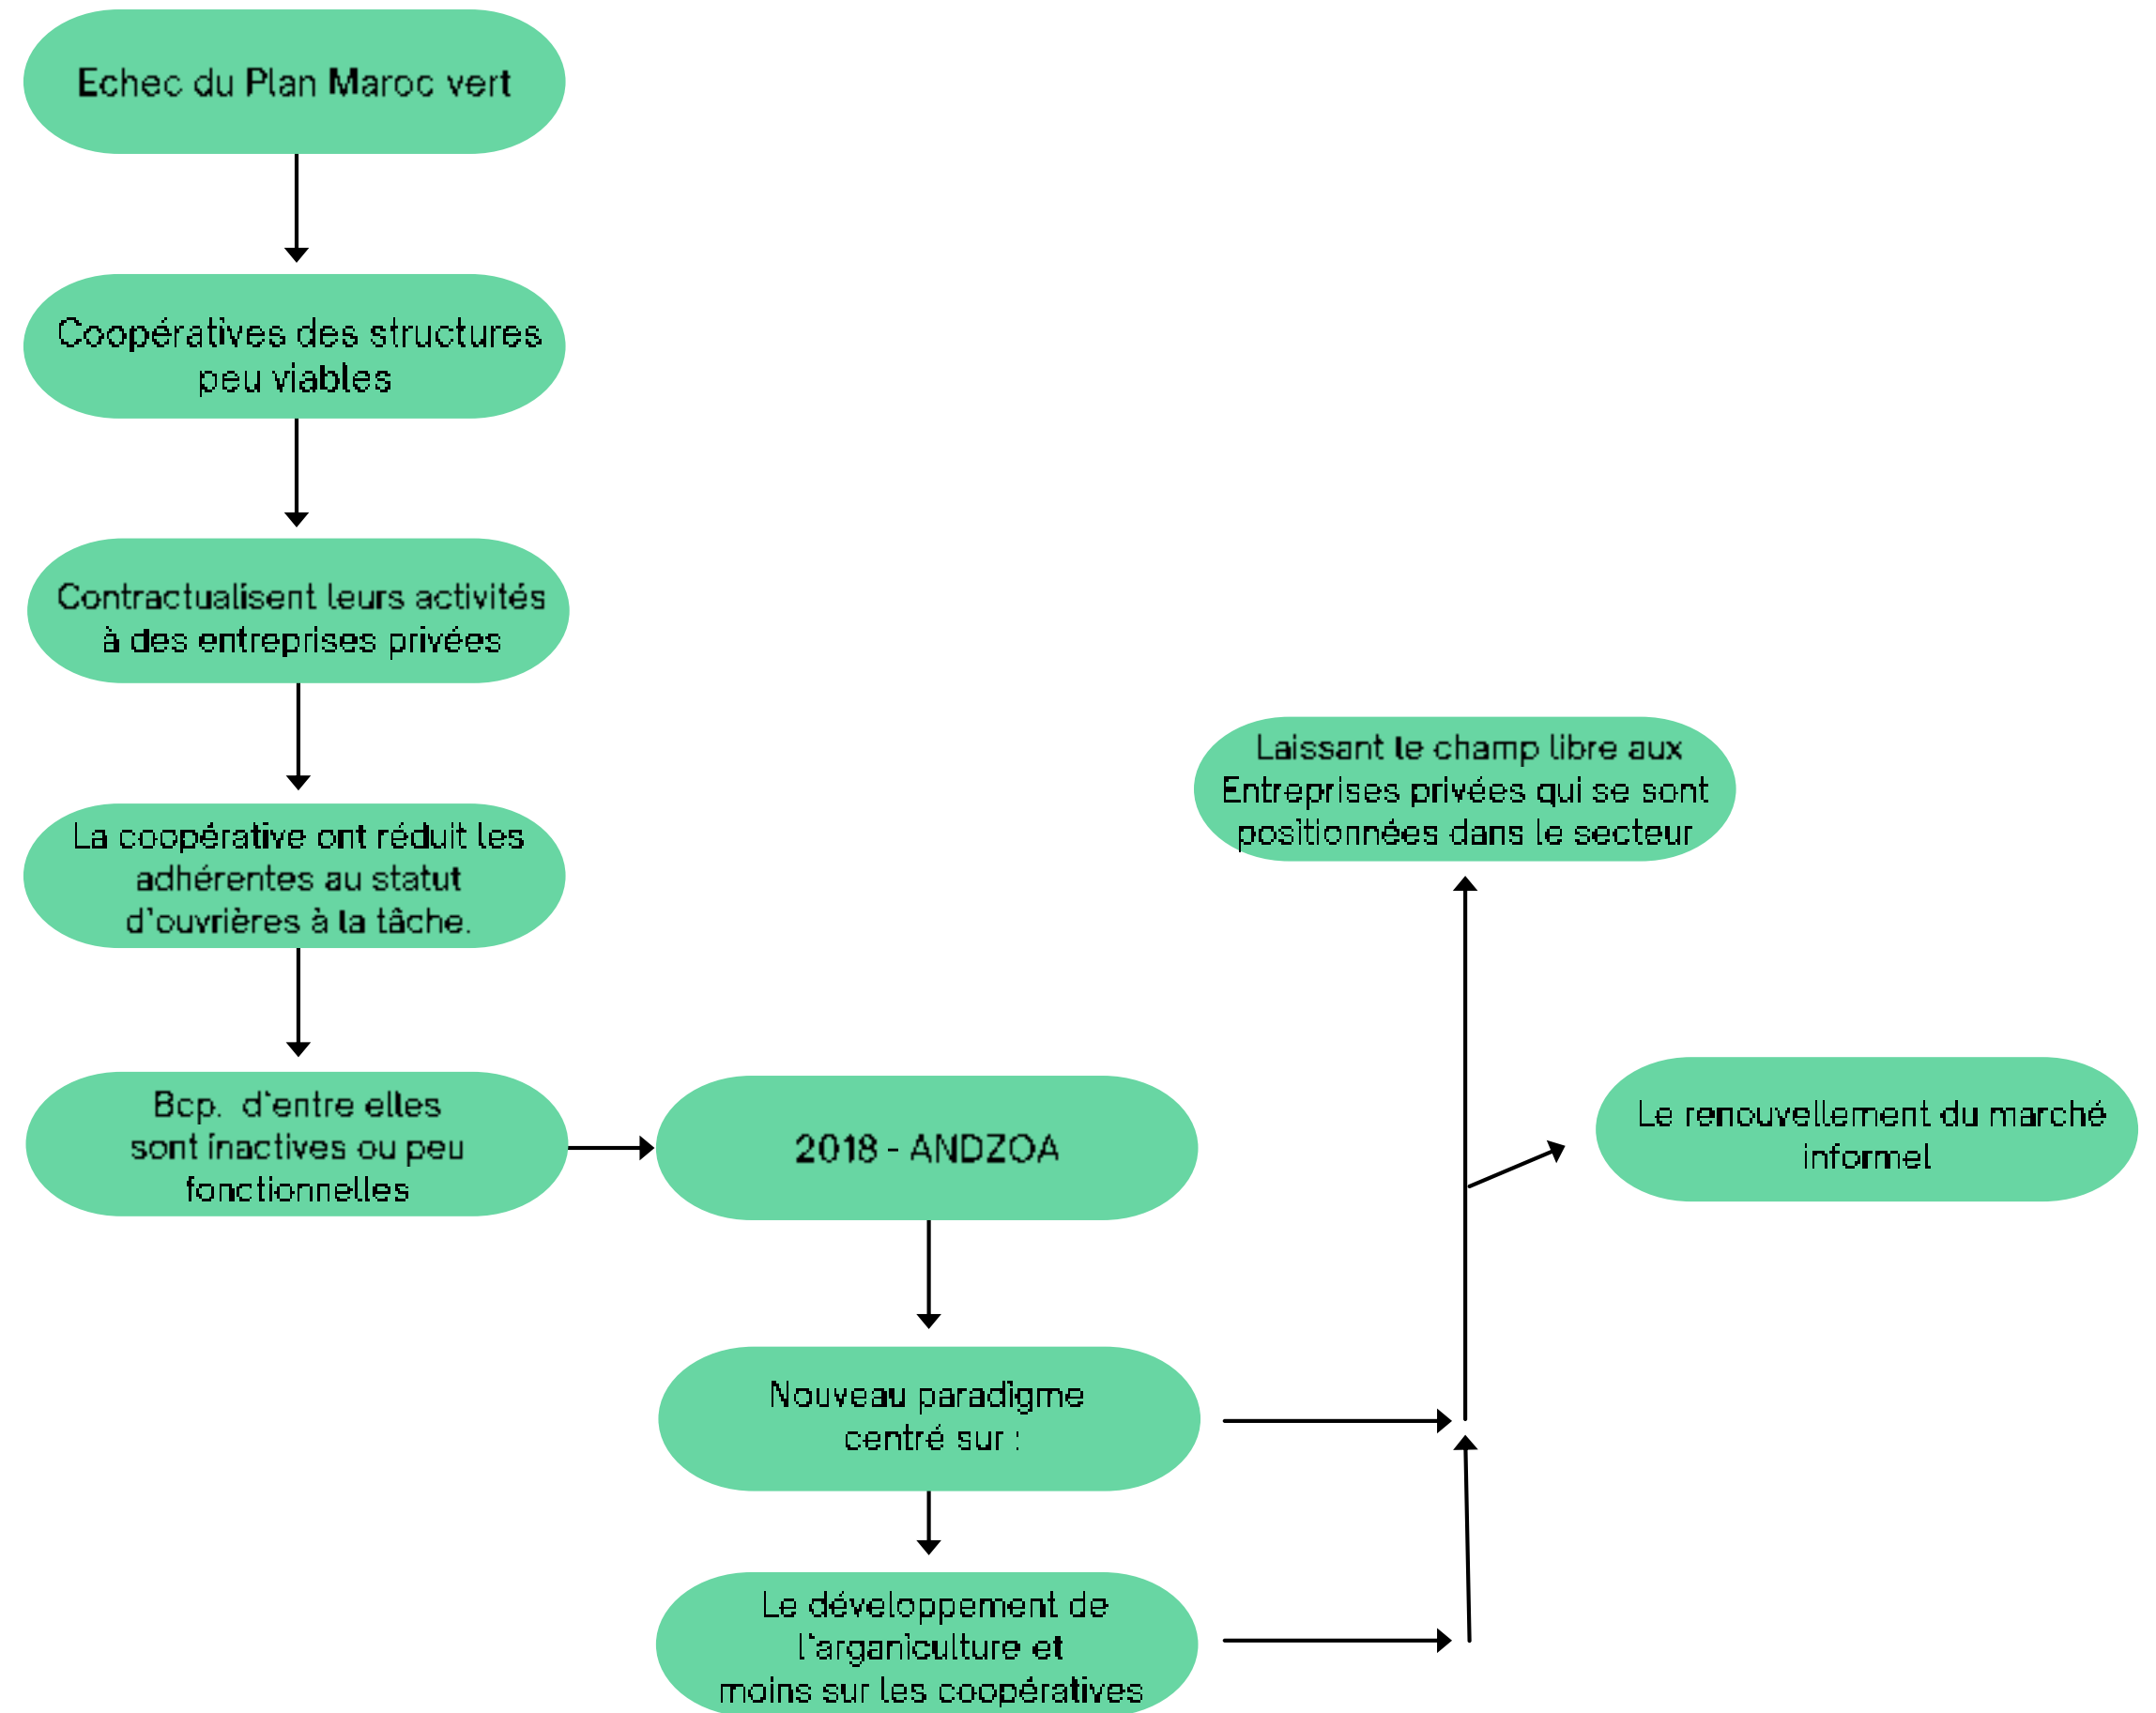 Echec du Plan Maroc vert
Coopératives des structures
peu viables
Contractualisent leurs activités
à des entreprises privées
La coopérative ont réduit les
adhérentes au statut
d'ouvrières à la tâche.
Bcp. d'entre elles
sont inactives ou peu
fonctionnelles
2018 - ANDZOA
Nouveau paradigme
centré sur :
Le développement de
l'arganiculture et
moins sur les coopératives
Laissant le champ libre aux
Entreprises privées qui se sont
positionnées dans le secteur
Le renouvellement du marché
informel